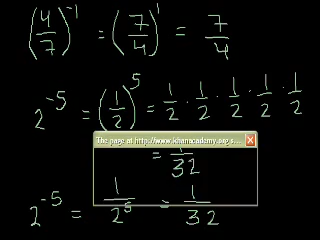 (4/7)^-1 = (7/4)^1 = 7/4
2^-5 = (1/2)^5 = 1/2 · 1/2 · 1/2 · 1/2 · 1/2
The page at http://www.khanacademy.org s...
= 1/32
2^-5 = 1/2^5 = 1/32